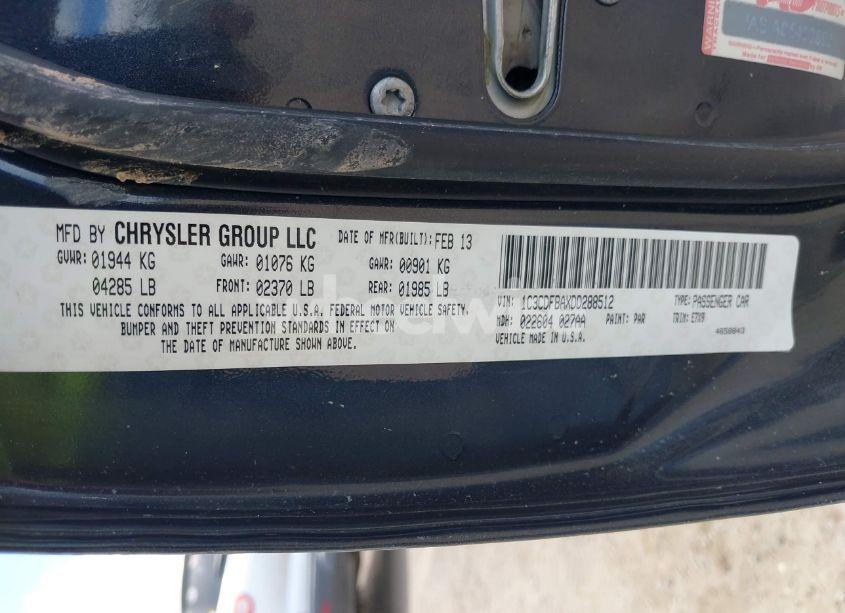 WARNING
MFD BY CHRYSLER GROUP LLC DATE OF MFR(BUILT): FEB 13
GVWR: 01944 KG GAWR: 01076 KG GAWR: 00901 KG
04285 LB FRONT: 02370 LB REAR: 01985 LB
THIS VEHICLE CONFORMS TO ALL APPLICABLE U.S.A. FEDERAL MOTOR VEHICLE SAFETY,
BUMPER AND THEFT PREVENTION STANDARDS IN EFFECT ON
THE DATE OF MANUFACTURE SHOWN ABOVE.
VIN: 1C3CDFBAXDD288512 TYPE: PASSENGER CAR
MDH: 022604 027AA PAINT: PAR TRIM: E7X9
VEHICLE MADE IN U.S.A. 4658843